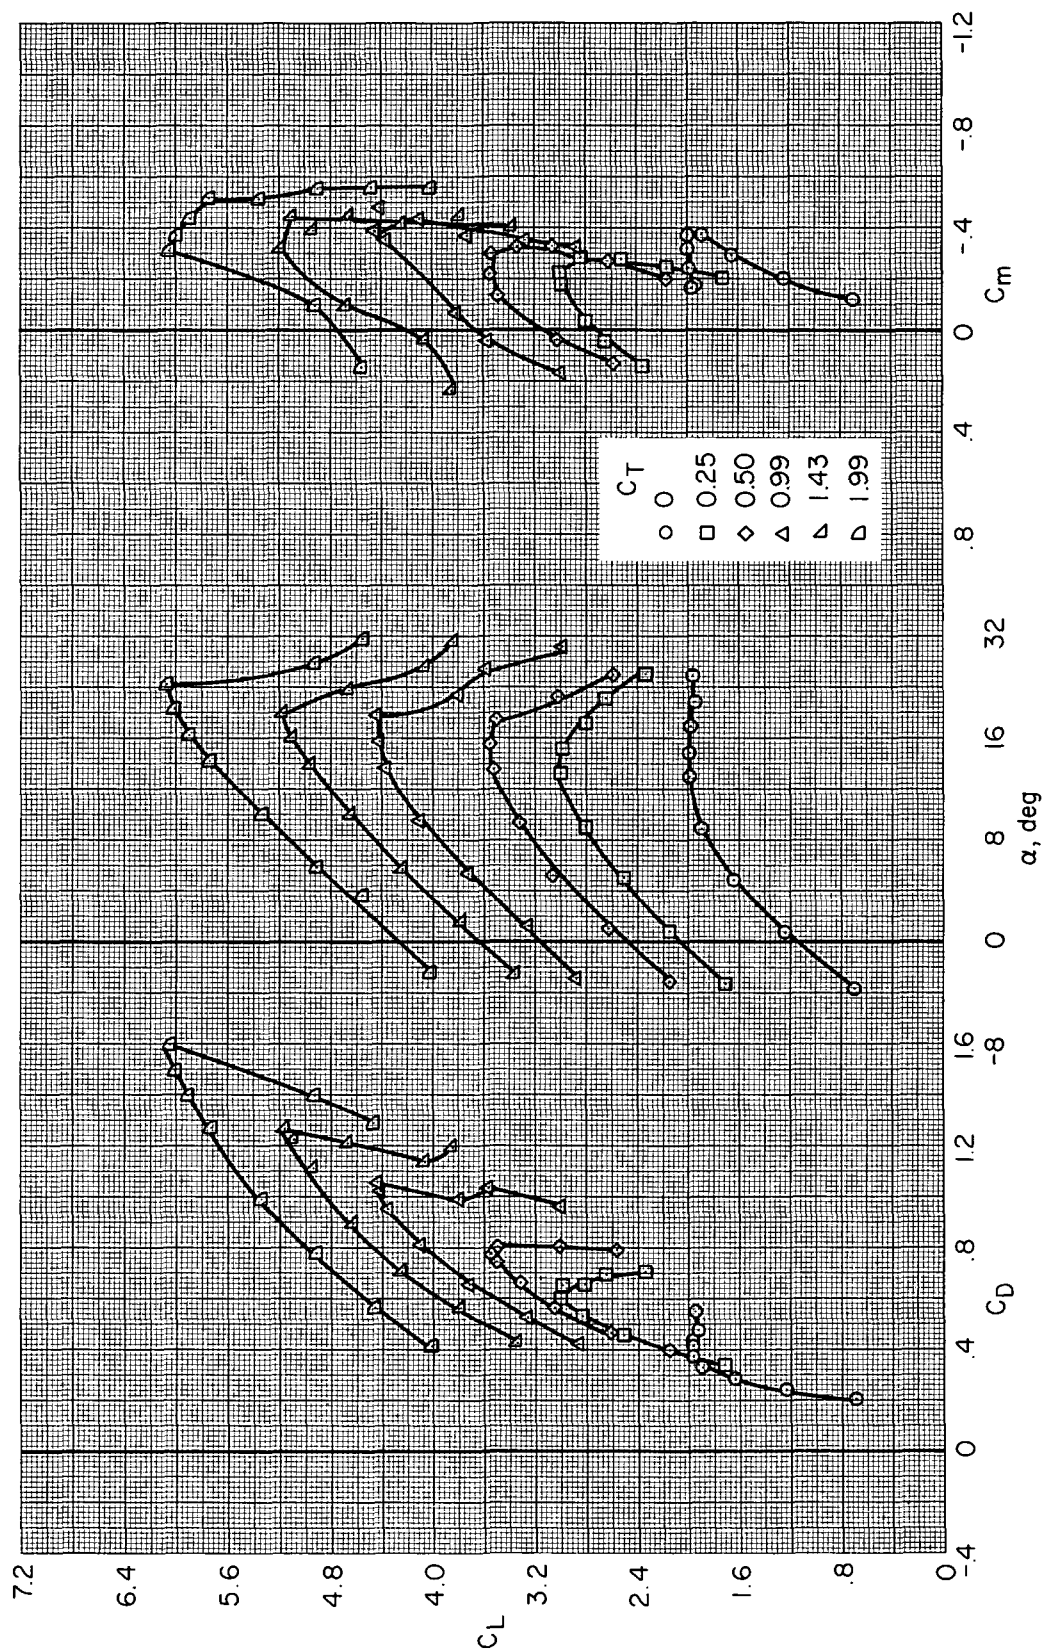 7.2
6.4
5.6
4.8
4.0
3.2
2.4
1.6
.8
0
C_L
-.4 0 .4 .8 1.2 1.6
C_D
-8 0 8 16 32
α, deg
.8 .4 0 -.4 -.8 -1.2
C_m
C_T
○ 0
□ 0.25
◇ 0.50
△ 0.99
1.43
1.99